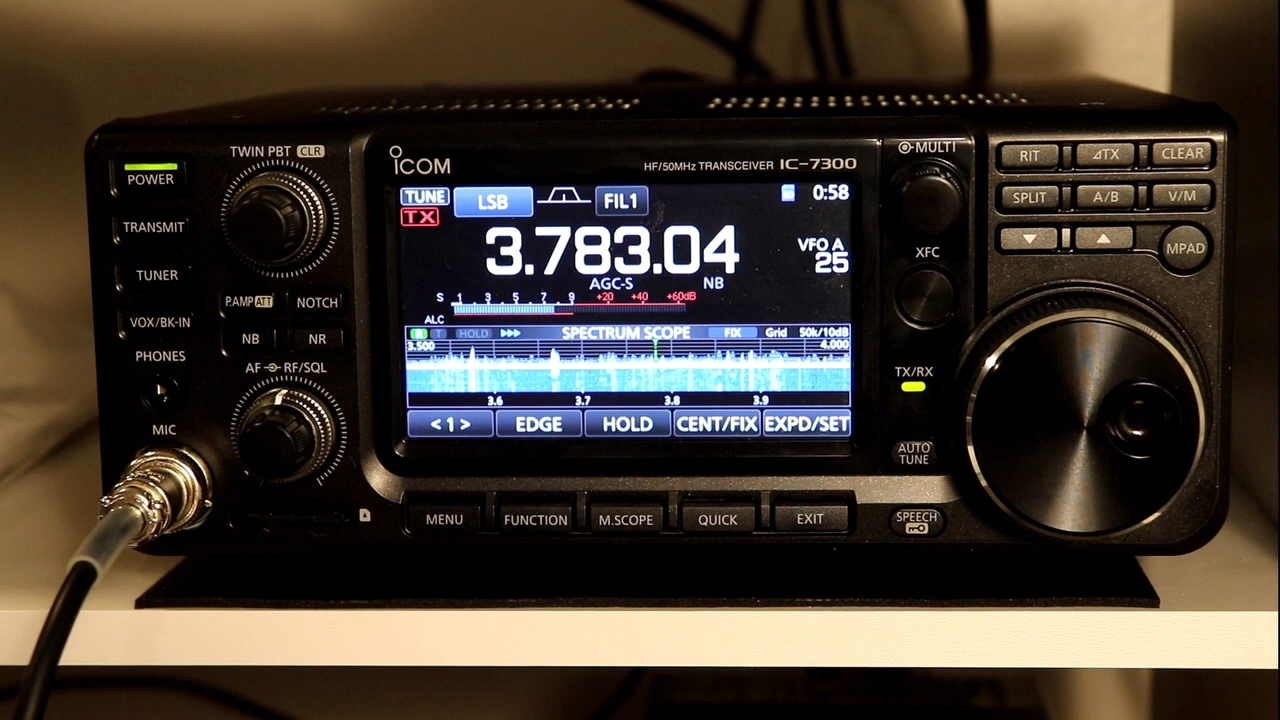 TWIN PBT CLR
POWER
TRANSMIT
TUNER
VOX/BK-IN
PHONES
MIC
P.AMP ATT
NOTCH
NB
NR
AF RF/SQL
ICOM
HF/50MHz TRANSCEIVER IC-7300
TUNE
TX
LSB
FIL1
0:58
3.783.04
VFO A
25
AGC-S
NB
S 1 3 5 7 9 +20 +40 +60dB
ALC
HOLD
SPECTRUM SCOPE
FIX
Grid
50k/10dB
3.500
4.000
3.6 3.7 3.8 3.9
< 1 >
EDGE
HOLD
CENT/FIX
EXPD/SET
MENU
FUNCTION
M.SCOPE
QUICK
EXIT
MULTI
XFC
TX/RX
AUTO
TUNE
SPEECH
RIT
⊿TX
CLEAR
SPLIT
A/B
V/M
MPAD